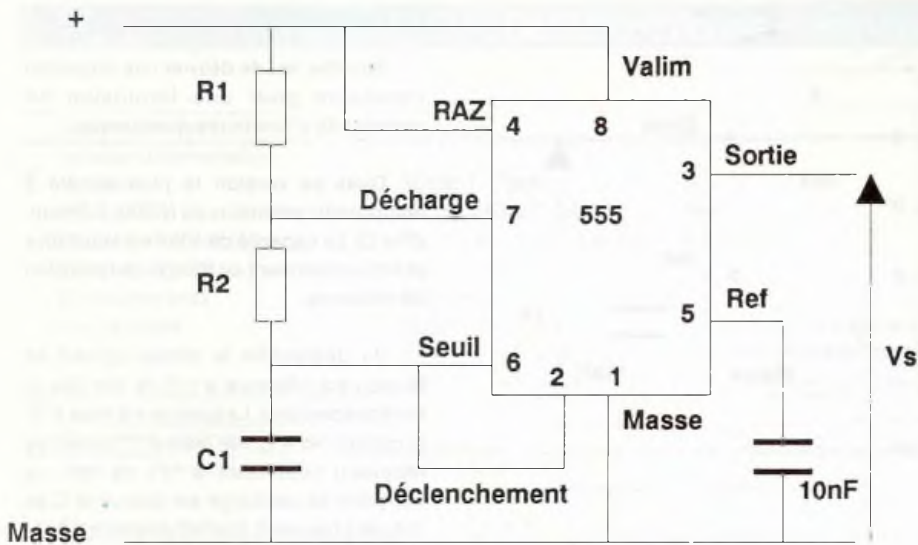 +
R1
Valim
RAZ
4
8
3
Sortie
Décharge
7
555
R2
5
Ref
Seuil
6
2
1
Vs
Masse
C1
10nF
Déclenchement
Masse